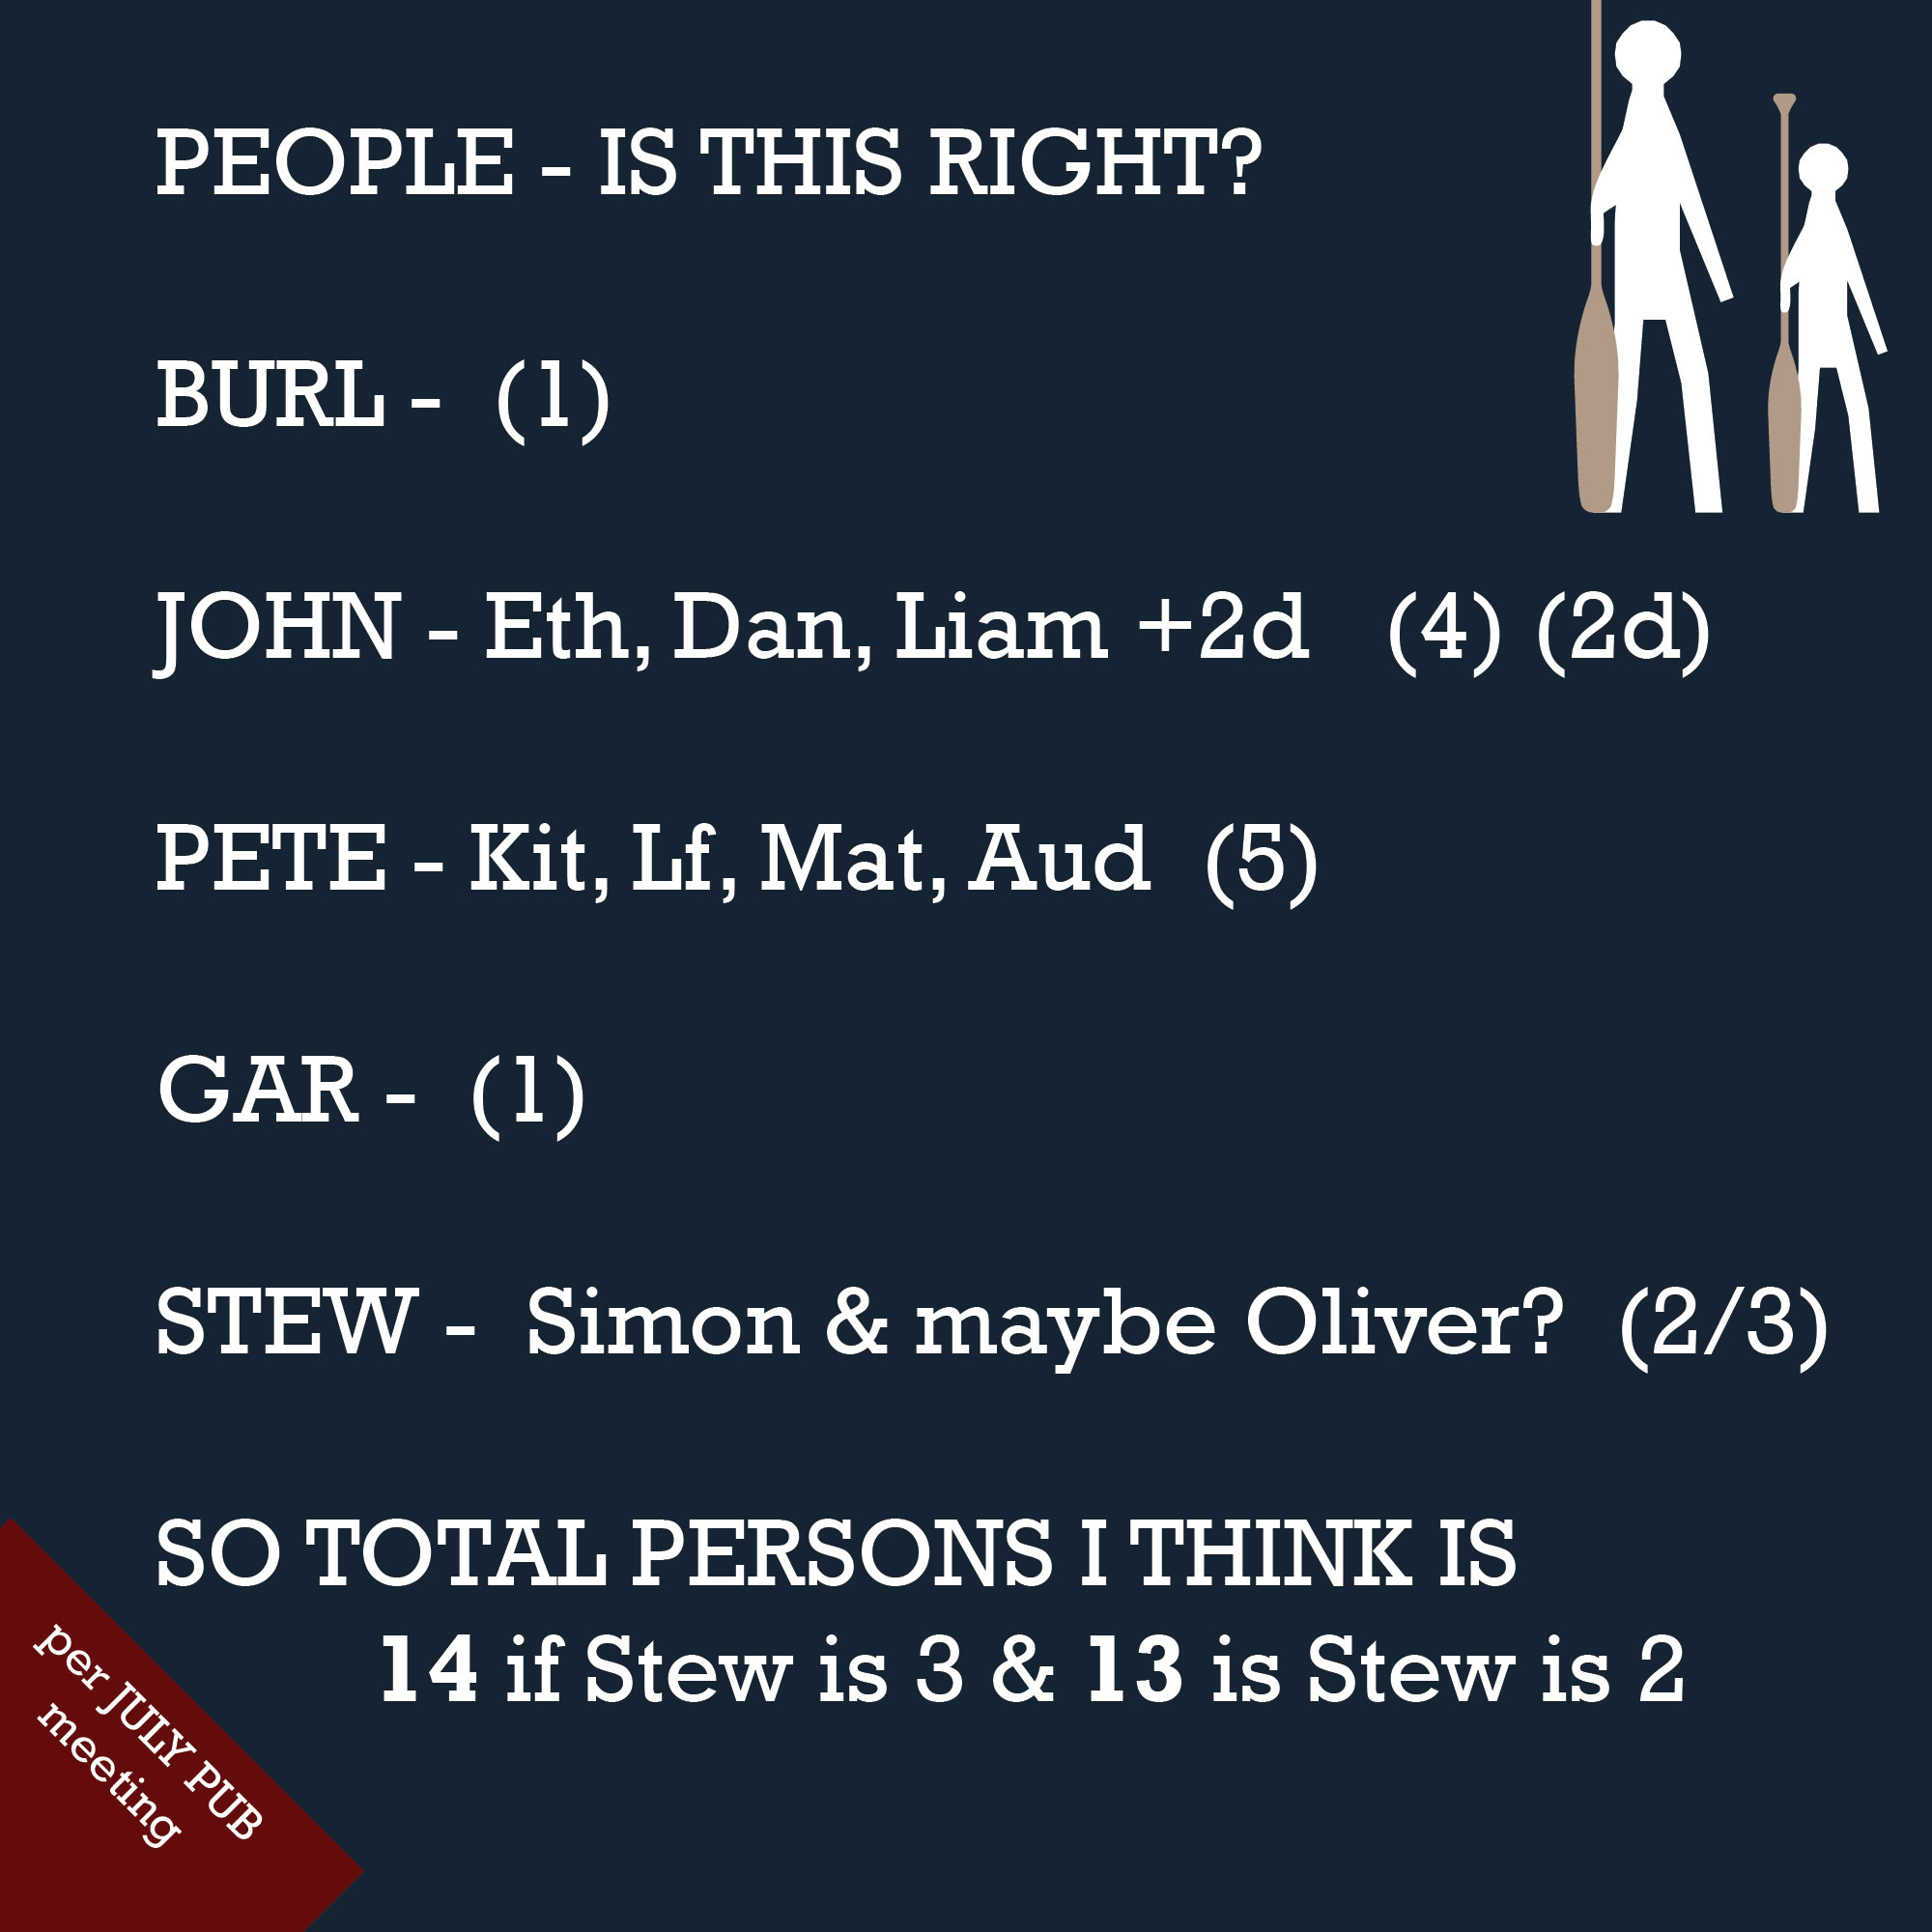 PEOPLE - IS THIS RIGHT?
BURL - (1)
JOHN - Eth, Dan, Liam +2d (4) (2d)
PETE - Kit, Lf, Mat, Aud (5)
GAR - (1)
STEW - Simon & maybe Oliver? (2/3)
SO TOTAL PERSONS I THINK IS
14 if Stew is 3 & 13 is Stew is 2
per JULY PUB
meeting